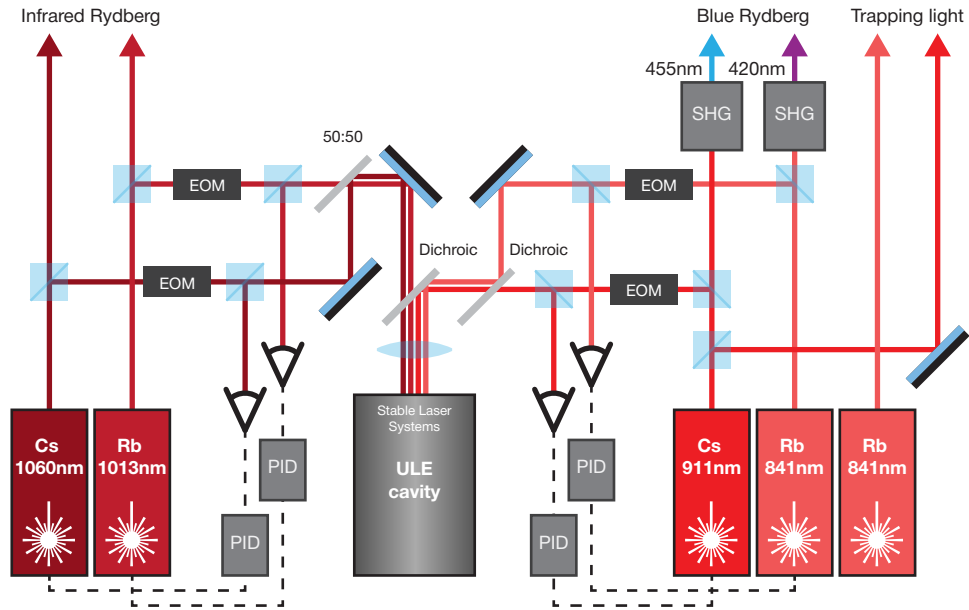 Infrared Rydberg
Blue Rydberg
Trapping light
455nm
420nm
SHG
SHG
50:50
EOM
EOM
Dichroic
Dichroic
EOM
EOM
Stable Laser
Systems
ULE
cavity
Cs
1060nm
Rb
1013nm
PID
PID
PID
PID
Cs
911nm
Rb
841nm
Rb
841nm